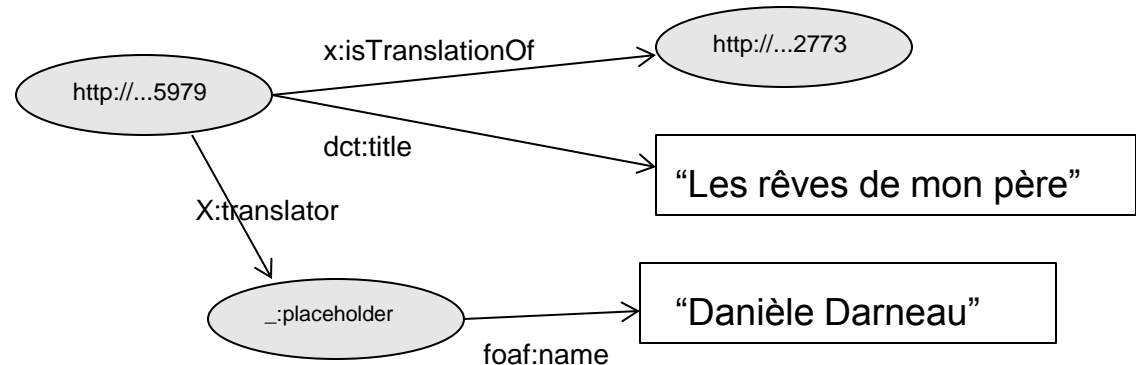 x:isTranslationOf
http://...2773
http://...5979
dct:title
“Les rêves de mon père”
X:translator
_:placeholder
“Danièle Darneau”
foaf:name